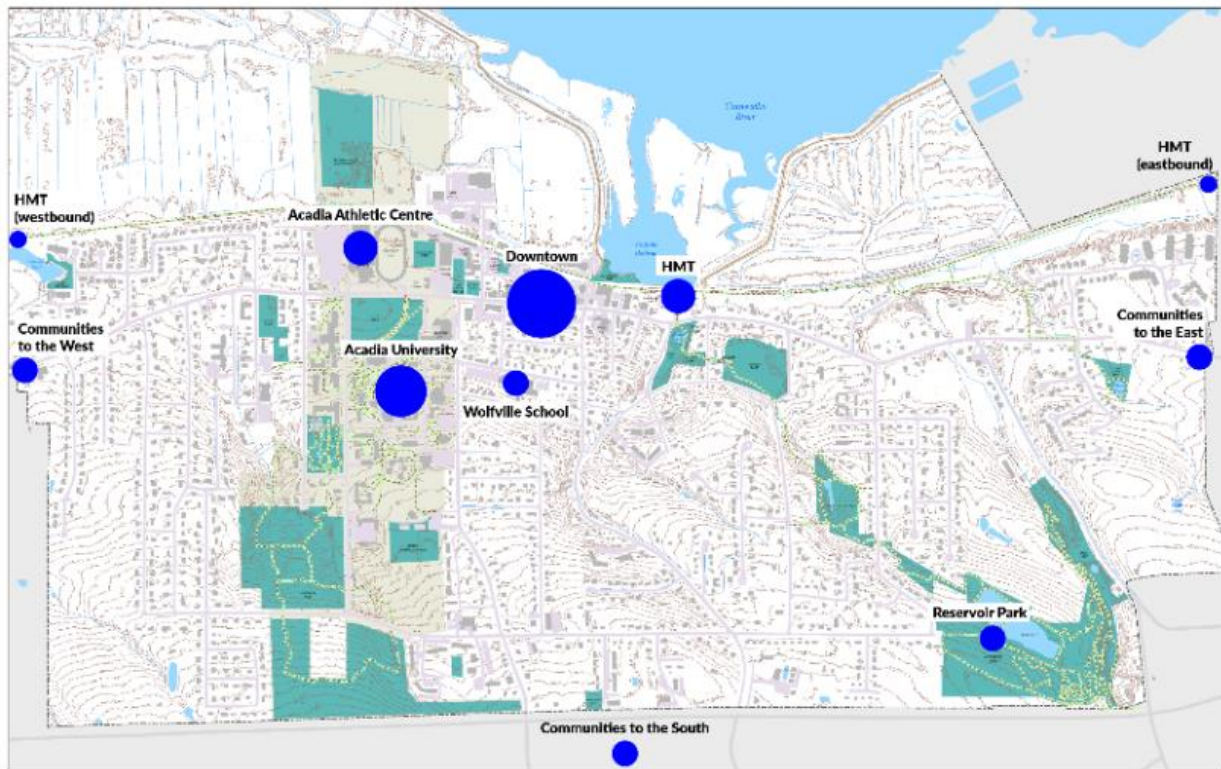 HMT
(eastbound)
HMT
(westbound)
Acadia Athletic Centre
Downtown
HMT
Communities
to the West
Communities
to the East
Acadia University
Wolfville School
Reservoir Park
Communities to the South